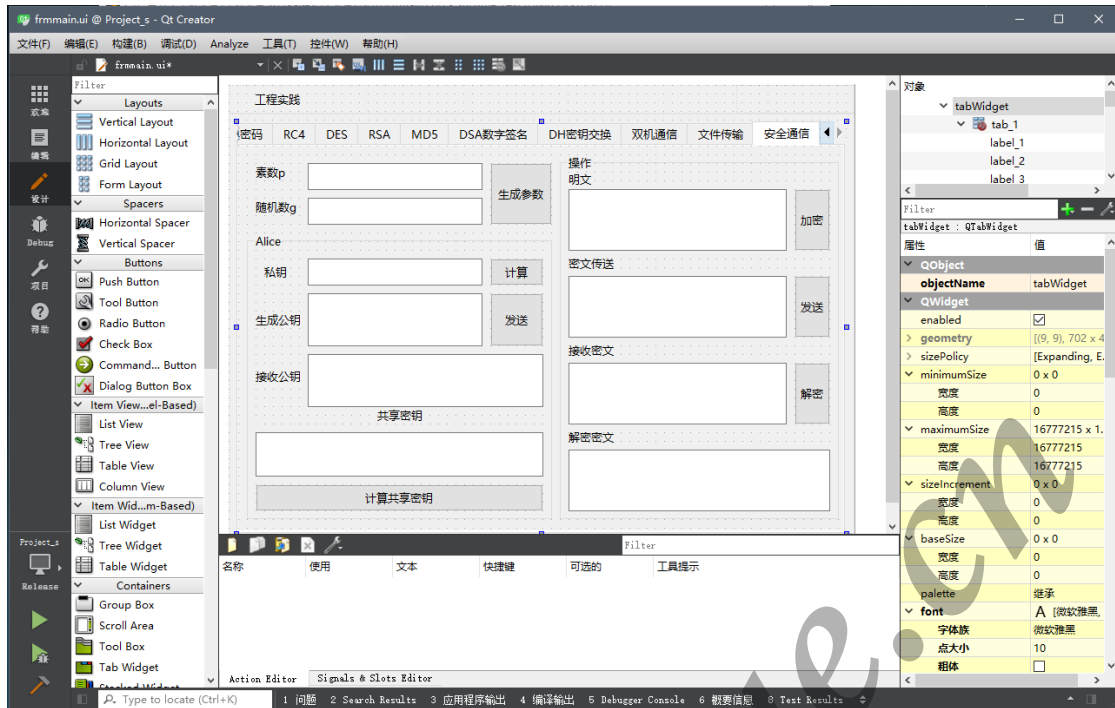 frmmain.ui @ Project_s - Qt Creator
文件(F) 编辑(E) 构建(B) 调试(D) Analyze 工具(T) 控件(W) 帮助(H)
frmmain.ui*
欢迎
编辑
设计
Debug
项目
帮助
Project_s
Release
Filter
Layouts
Vertical Layout
Horizontal Layout
Grid Layout
Form Layout
Spacers
Horizontal Spacer
Vertical Spacer
Buttons
Push Button
Tool Button
Radio Button
Check Box
Command... Button
Dialog Button Box
Item View...el-Based)
List View
Tree View
Table View
Column View
Item Wid...m-Based)
List Widget
Tree Widget
Table Widget
Containers
Group Box
Scroll Area
Tool Box
Tab Widget
Stacked Widget
工程实践
密码 RC4 DES RSA MD5 DSA数字签名 DH密钥交换 双机通信 文件传输 安全通信
素数p
生成参数
随机数g
Alice
私钥 计算
生成公钥 发送
接收公钥
共享密钥
计算共享密钥
操作
明文
加密
密文传送
发送
接收密文
解密
解密密文
Filter
名称 使用 文本 快捷键 可选的 工具提示
Action Editor Signals & Slots Editor
对象
tabWidget
tab_1
label_1
label_2
label 3
Filter
tabWidget : QTabWidget
属性 值
QObject
objectName tabWidget
QWidget
enabled
geometry [(9, 9), 702 x 4
sizePolicy [Expanding, E.
minimumSize 0 x 0
宽度 0
高度 0
maximumSize 16777215 x 1.
宽度 16777215
高度 16777215
sizeIncrement 0 x 0
宽度 0
高度 0
baseSize 0 x 0
宽度 0
高度 0
palette 继承
font A [微软雅黑,
字体族 微软雅黑
点大小 10
粗体
Type to locate (Ctrl+K) 1 问题 2 Search Results 3 应用程序输出 4 编译输出 5 Debugger Console 6 概要信息 8 Test Results